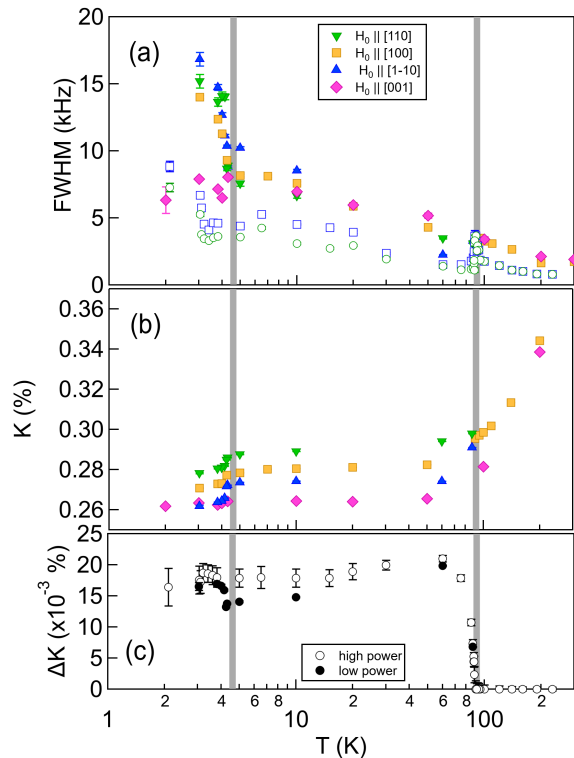 (a)
FWHM (kHz)
20
15
10
5
0
H₀ || [110]
H₀ || [100]
H₀ || [1-10]
H₀ || [001]
(b)
K (%)
0.36
0.34
0.32
0.30
0.28
0.26
(c)
ΔK (x10⁻³ %)
25
20
15
10
5
0
high power
low power
1 2 4 6 8 10 2 4 6 8 100 2
T (K)